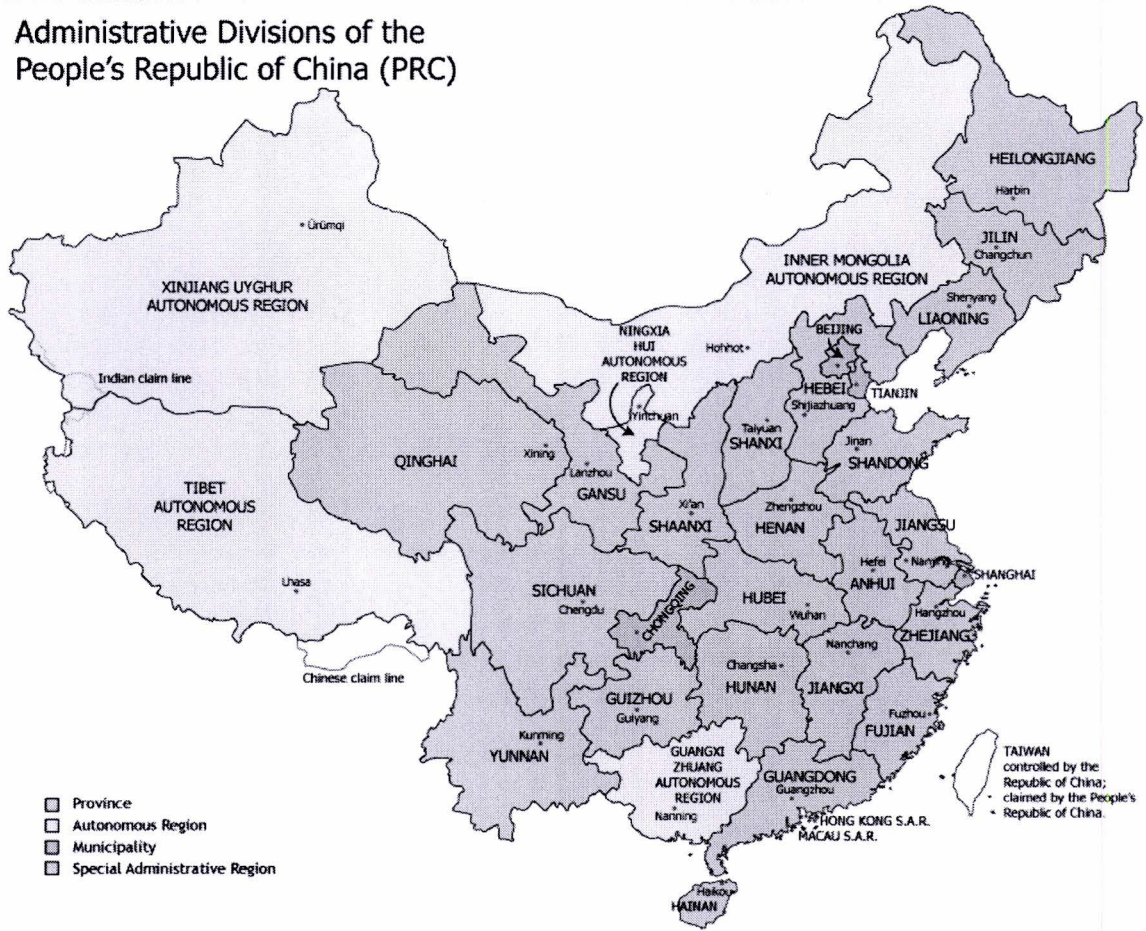 Administrative Divisions of the
People's Republic of China (PRC)
HEILONGJIANG
Harbin
JILIN
Changchun
Ürümqi
INNER MONGOLIA
AUTONOMOUS REGION
XINJIANG UYGHUR
AUTONOMOUS REGION
Shenyang
LIAONING
BEIJING
NINGXIA
HUI
AUTONOMOUS
REGION
Hohhot
Indian claim line
HEBEI
TIANJIN
Shijiazhuang
Yinchuan
Taiyuan
SHANXI
Jinan
SHANDONG
QINGHAI
Xining
Lanzhou
GANSU
TIBET
AUTONOMOUS
REGION
Xi'an
SHAANXI
Zhengzhou
HENAN
JIANGSU
Hefei
Nanjing
ANHUI
SHANGHAI
Lhasa
SICHUAN
Chengdu
CHONGQING
HUBEI
Wuhan
Hangzhou
ZHEJIANG
Nanchang
Changsha
HUNAN
JIANGXI
Chinese claim line
GUIZHOU
Guiyang
Fuzhou
FUJIAN
Kunming
YUNNAN
GUANGXI
ZHUANG
AUTONOMOUS
REGION
Nanning
GUANGDONG
Guangzhou
TAIWAN
controlled by the
Republic of China;
claimed by the People's
Republic of China.
HONG KONG S.A.R.
MACAU S.A.R.
Haikou
HAINAN
Province
Autonomous Region
Municipality
Special Administrative Region